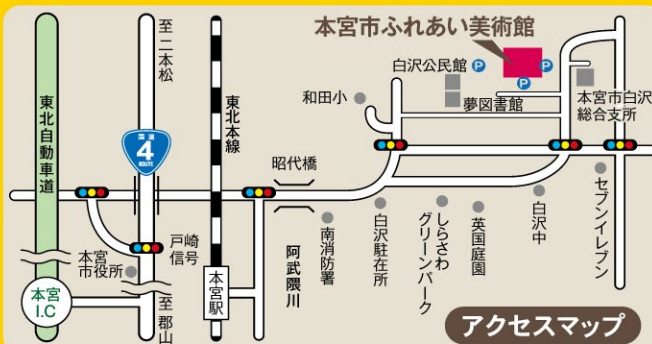 本宮市ふれあい美術館
至二本松
白沢公民館
P
P
夢図書館
和田小
本宮市白沢
総合支所
東北自動車道
国道
4
ROUTE
東北本線
昭代橋
戸崎
信号
本宮
市役所
本宮
I.C
至郡山
本宮駅
阿武隈川
南消防署
白沢駐在所
しらさわ
グリーンパーク
英国庭園
白沢中
セブンイレブン
アクセスマップ